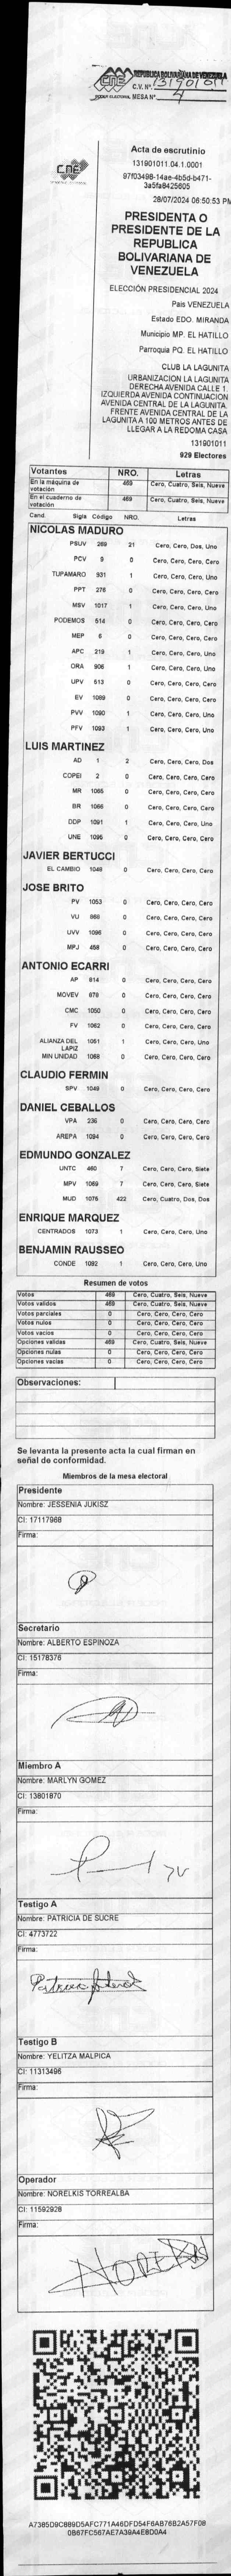 REPUBLICA BOLIVARIANA DE VENEZUELA
CNE
C.V. Nº. 131901011
PODER ELECTORAL MESA Nº. 4
CNE
Acta de escrutinio
131901011.04.1.0001
97f03498-14ae-4b5d-b471-
3a5fa8425605
28/07/2024 06:50:53 PM
PRESIDENTA O
PRESIDENTE DE LA
REPUBLICA
BOLIVARIANA DE
VENEZUELA
ELECCIÓN PRESIDENCIAL 2024
Pais VENEZUELA
Estado EDO. MIRANDA
Municipio MP. EL HATILLO
Parroquia PQ. EL HATILLO
CLUB LA LAGUNITA
URBANIZACION LA LAGUNITA
DERECHA AVENIDA CALLE 1.
IZQUIERDA AVENIDA CONTINUACION
AVENIDA CENTRAL DE LA LAGUNITA.
FRENTE AVENIDA CENTRAL DE LA
LAGUNITA A 100 METROS ANTES DE
LLEGAR A LA REDOMA CASA
131901011
929 Electores
Votantes NRO. Letras
En la máquina de votación 469 Cero, Cuatro, Seis, Nueve
En el cuaderno de votación 469 Cero, Cuatro, Seis, Nueve
Cand. Sigla Código NRO. Letras
NICOLAS MADURO
PSUV 269 21 Cero, Cero, Dos, Uno
PCV 9 0 Cero, Cero, Cero, Cero
TUPAMARO 931 1 Cero, Cero, Cero, Uno
PPT 276 0 Cero, Cero, Cero, Cero
MSV 1017 1 Cero, Cero, Cero, Uno
PODEMOS 514 0 Cero, Cero, Cero, Cero
MEP 6 0 Cero, Cero, Cero, Cero
APC 219 1 Cero, Cero, Cero, Uno
ORA 906 1 Cero, Cero, Cero, Uno
UPV 513 0 Cero, Cero, Cero, Cero
EV 1089 0 Cero, Cero, Cero, Cero
PVV 1090 1 Cero, Cero, Cero, Uno
PFV 1093 1 Cero, Cero, Cero, Uno
LUIS MARTINEZ
AD 1 2 Cero, Cero, Cero, Dos
COPEI 2 0 Cero, Cero, Cero, Cero
MR 1065 0 Cero, Cero, Cero, Cero
BR 1066 0 Cero, Cero, Cero, Cero
DDP 1091 1 Cero, Cero, Cero, Uno
UNE 1095 0 Cero, Cero, Cero, Cero
JAVIER BERTUCCI
EL CAMBIO 1048 0 Cero, Cero, Cero, Cero
JOSE BRITO
PV 1053 0 Cero, Cero, Cero, Cero
VU 868 0 Cero, Cero, Cero, Cero
UVV 1096 0 Cero, Cero, Cero, Cero
MPJ 458 0 Cero, Cero, Cero, Cero
ANTONIO ECARRI
AP 814 0 Cero, Cero, Cero, Cero
MOVEV 678 0 Cero, Cero, Cero, Cero
CMC 1050 0 Cero, Cero, Cero, Cero
FV 1062 0 Cero, Cero, Cero, Cero
ALIANZA DEL LAPIZ 1061 1 Cero, Cero, Cero, Uno
MIN UNIDAD 1068 0 Cero, Cero, Cero, Cero
CLAUDIO FERMIN
SPV 1049 0 Cero, Cero, Cero, Cero
DANIEL CEBALLOS
VPA 236 0 Cero, Cero, Cero, Cero
AREPA 1094 0 Cero, Cero, Cero, Cero
EDMUNDO GONZALEZ
UNTC 460 7 Cero, Cero, Cero, Siete
MPV 1069 7 Cero, Cero, Cero, Siete
MUD 1075 422 Cero, Cuatro, Dos, Dos
ENRIQUE MARQUEZ
CENTRADOS 1073 1 Cero, Cero, Cero, Uno
BENJAMIN RAUSSEO
CONDE 1092 1 Cero, Cero, Cero, Uno
Resumen de votos
Votos 469 Cero, Cuatro, Seis, Nueve
Votos validos 469 Cero, Cuatro, Seis, Nueve
Votos parciales 0 Cero, Cero, Cero, Cero
Votos nulos 0 Cero, Cero, Cero, Cero
Votos vacios 0 Cero, Cero, Cero, Cero
Opciones validas 469 Cero, Cuatro, Seis, Nueve
Opciones nulas 0 Cero, Cero, Cero, Cero
Opciones vacias 0 Cero, Cero, Cero, Cero
Observaciones:
Se levanta la presente acta la cual firman en
señal de conformidad.
Miembros de la mesa electoral
Presidente
Nombre: JESSENIA JUKISZ
CI: 17117968
Firma:
Secretario
Nombre: ALBERTO ESPINOZA
CI: 15178376
Firma:
Miembro A
Nombre: MARLYN GOMEZ
CI: 13801870
Firma:
Testigo A
Nombre: PATRICIA DE SUCRE
CI: 4773722
Firma:
Testigo B
Nombre: YELITZA MALPICA
CI: 11313496
Firma:
Operador
Nombre: NORELKIS TORREALBA
CI: 11592928
Firma:
A7385D9C889D5AFC771A46DFD54F6AB76B2A57F08
0B67FC567AE7A39A4E8D0A4